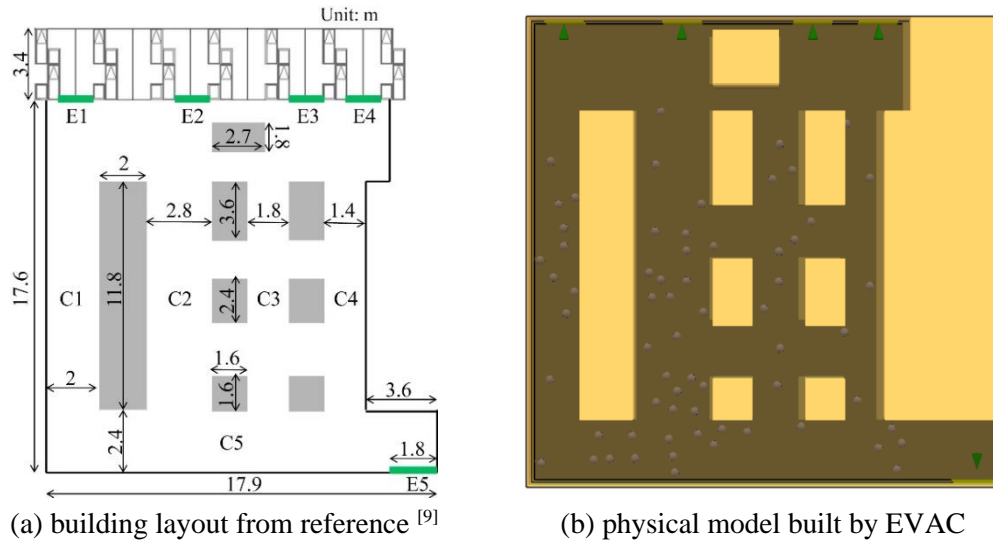 Unit: m
3.4
E1 E2 E3 E4
2.7
1.8
2
2.8
3.6
1.8
1.4
17.6
C1
11.8
C2
2.4
C3
C4
1.6
1.6
2
3.6
2.4
C5
1.8
17.9
E5
(a) building layout from reference [9]
(b) physical model built by EVAC